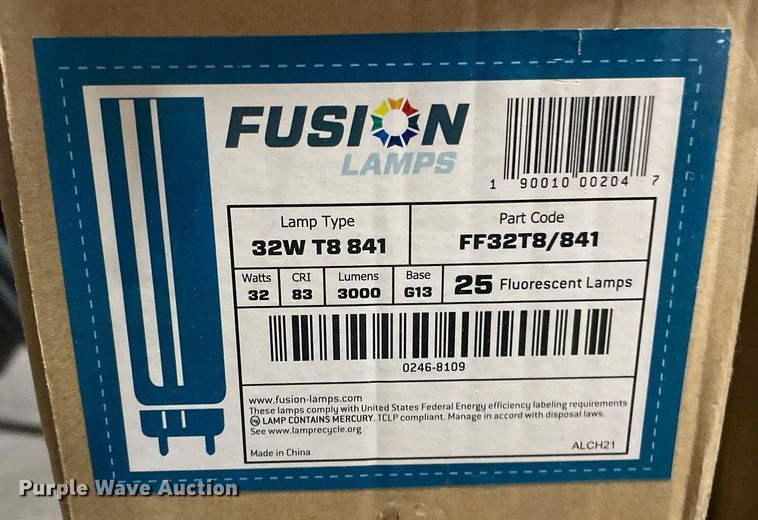 FUSION
LAMPS
1 90010 00204 7
Lamp Type
32W T8 841
Part Code
FF32T8/841
Watts
32
CRI
83
Lumens
3000
Base
G13
25 Fluorescent Lamps
0246-8109
www.fusion-lamps.com
These lamps comply with United States Federal Energy efficiency labeling requirements
Hg LAMP CONTAINS MERCURY. TCLP compliant. Manage in accord with disposal laws.
See www.lamprecycle.org
Made in China
ALCH21
Purple Wave Auction